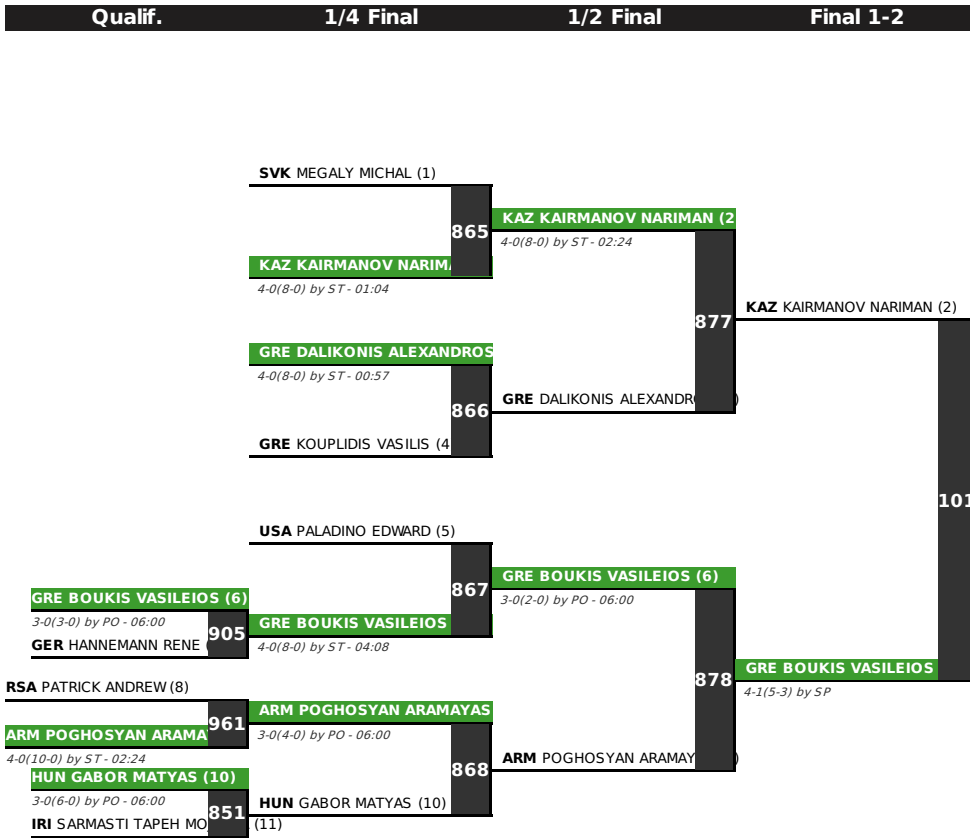 Qualif. 1/4 Final 1/2 Final Final 1-2
SVK MEGALY MICHAL (1)
865
KAZ KAIRMANOV NARIMAN (2
4-0(8-0) by ST - 02:24
KAZ KAIRMANOV NARIMA
4-0(8-0) by ST - 01:04
877
KAZ KAIRMANOV NARIMAN (2)
GRE DALIKONIS ALEXANDROS
4-0(8-0) by ST - 00:57
866
GRE DALIKONIS ALEXANDR )
GRE KOUPLIDIS VASILIS (4
101
USA PALADINO EDWARD (5)
867
GRE BOUKIS VASILEIOS (6)
3-0(2-0) by PO - 06:00
GRE BOUKIS VASILEIOS (6)
3-0(3-0) by PO - 06:00
905
GER HANNEMANN RENE (
GRE BOUKIS VASILEIOS
4-0(8-0) by ST - 04:08
878
GRE BOUKIS VASILEIOS
4-1(5-3) by SP
RSA PATRICK ANDREW (8)
961
ARM POGHOSYAN ARAMA
4-0(10-0) by ST - 02:24
ARM POGHOSYAN ARAMAYAS
3-0(4-0) by PO - 06:00
868
ARM POGHOSYAN ARAMAY )
HUN GABOR MATYAS (10)
3-0(6-0) by PO - 06:00
851
HUN GABOR MATYAS (10)
IRI SARMASTI TAPEH MO (11)